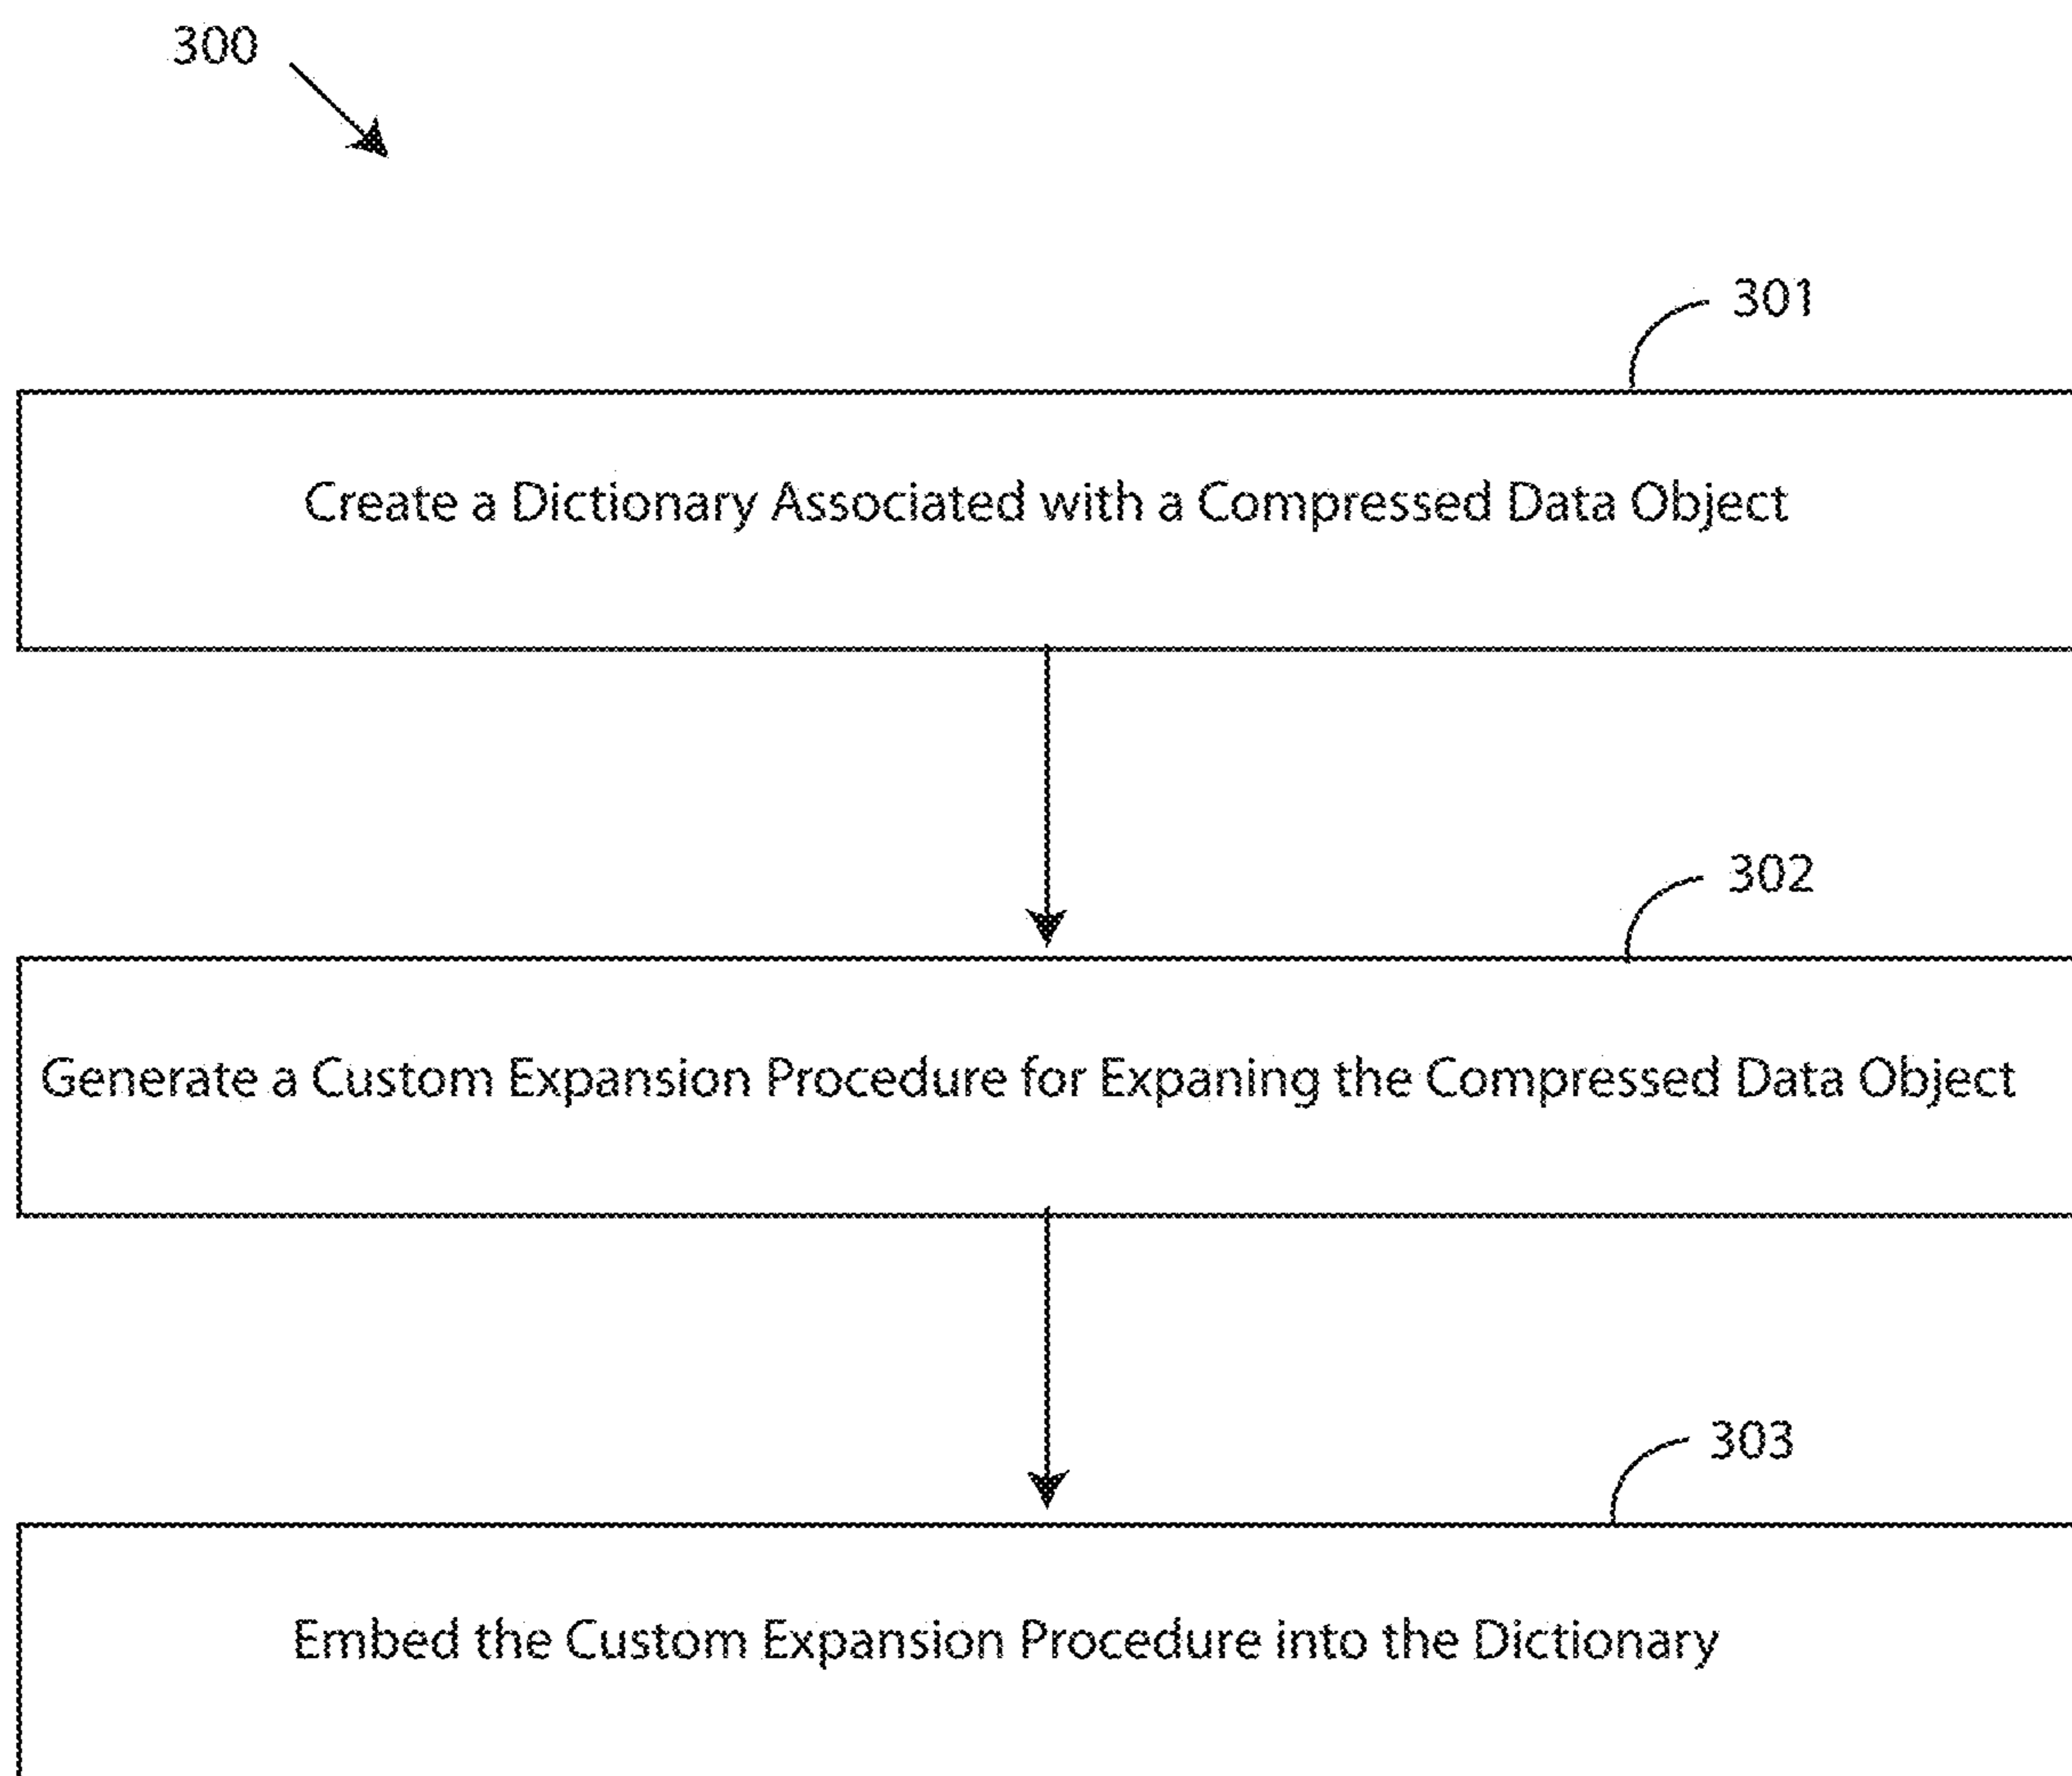 300
301
Create a Dictionary Associated with a Compressed Data Object
302
Generate a Custom Expansion Procedure for Expaning the Compressed Data Object
303
Embed the Custom Expansion Procedure into the Dictionary